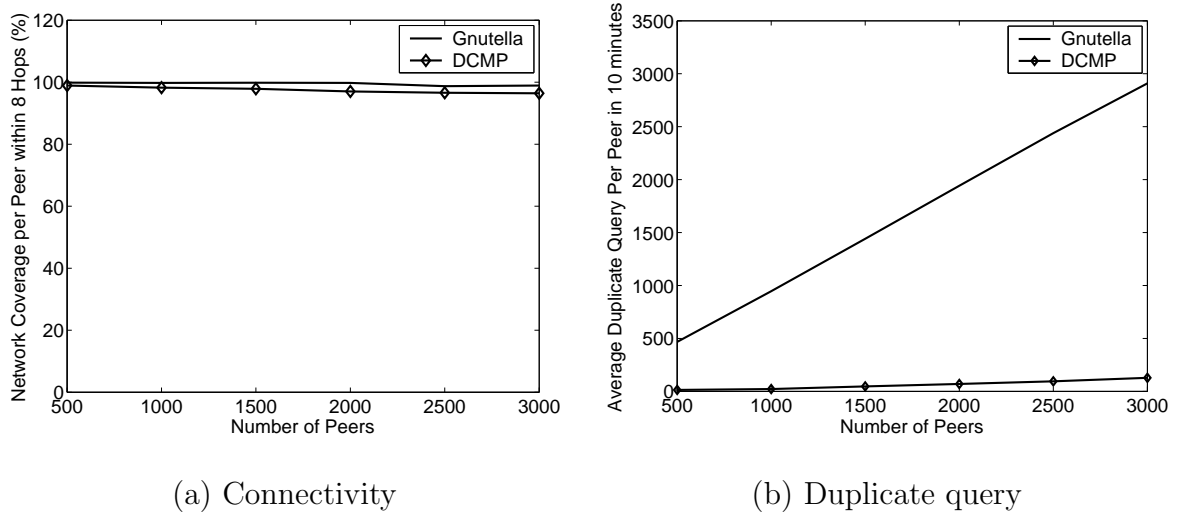 120
100
80
60
40
20
0
500 1000 1500 2000 2500 3000
Number of Peers
Network Coverage per Peer within 8 Hops (%)
Gnutella
DCMP
(a) Connectivity
3500
3000
2500
2000
1500
1000
500
0
500 1000 1500 2000 2500 3000
Number of Peers
Average Duplicate Query Per Peer in 10 minutes
Gnutella
DCMP
(b) Duplicate query